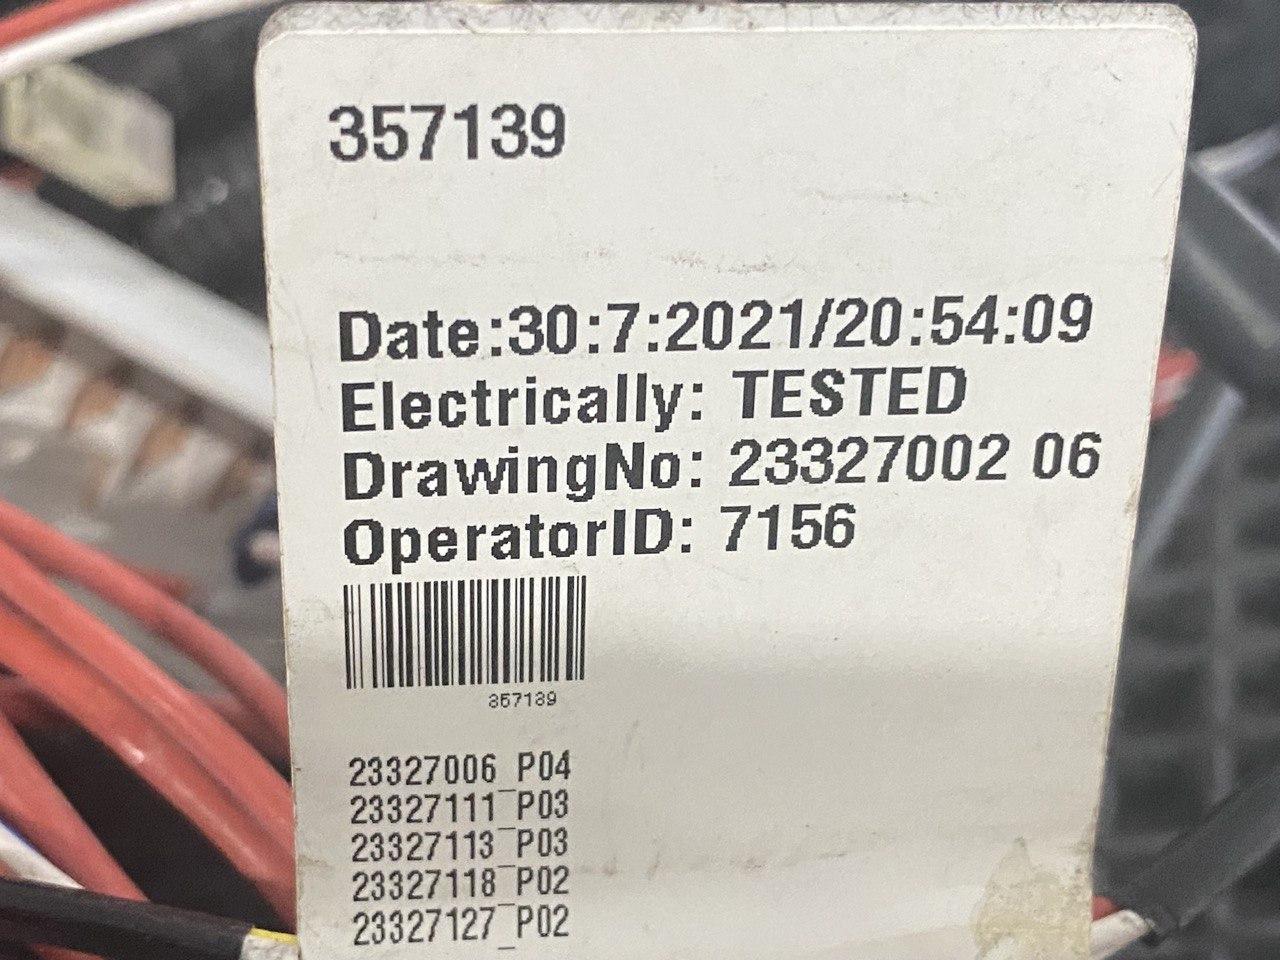 357139
Date:30:7:2021/20:54:09
Electrically: TESTED
DrawingNo: 23327002 06
OperatorID: 7156
357139
23327006_P04
23327111_P03
23327113_P03
23327118_P02
23327127_P02